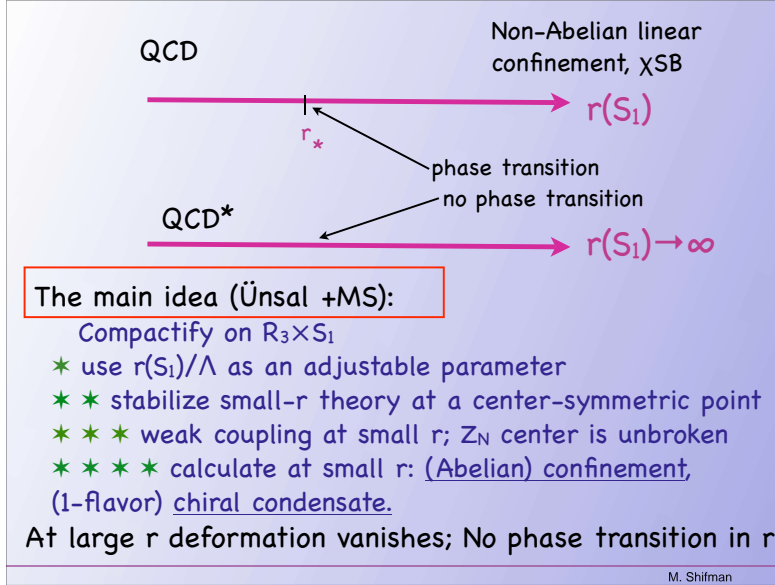 QCD
Non-Abelian linear
confinement, χSB
r(S₁)
r*
phase transition
no phase transition
QCD*
r(S₁)→∞
The main idea (Ünsal +MS):
Compactify on R₃×S₁
✶ use r(S₁)/Λ as an adjustable parameter
✶ ✶ stabilize small-r theory at a center-symmetric point
✶ ✶ ✶ weak coupling at small r; Z_N center is unbroken
✶ ✶ ✶ ✶ calculate at small r: (Abelian) confinement,
(1-flavor) chiral condensate.
At large r deformation vanishes; No phase transition in r
M. Shifman